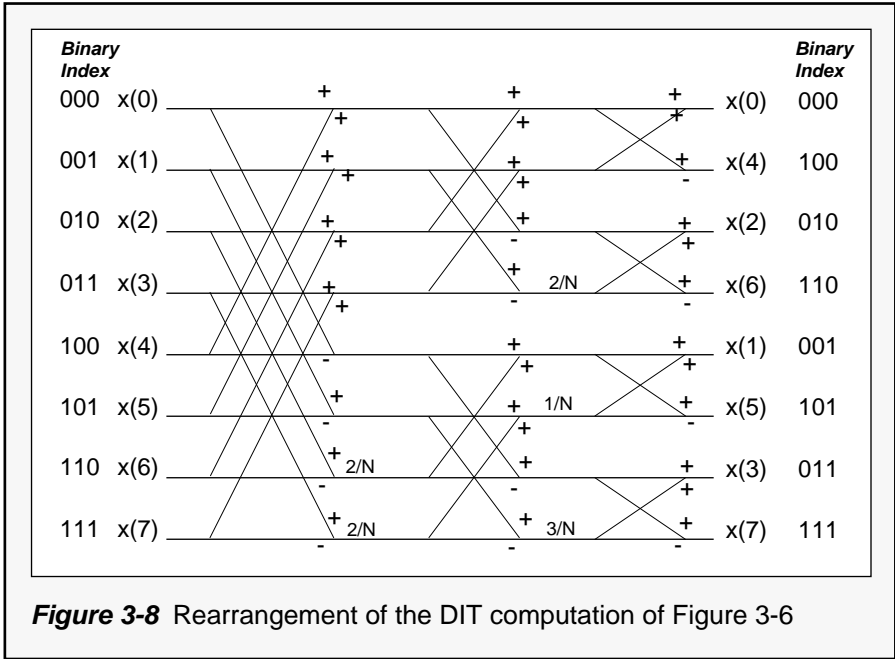 Binary Index Binary Index
000 x(0) + + + x(0) 000
+ + +
001 x(1) + + + x(4) 100
+ + -
010 x(2) + + + x(2) 010
+ - +
011 x(3) + + 2/N + x(6) 110
+ - -
100 x(4) + + x(1) 001
- + +
101 x(5) + + 1/N + x(5) 101
- + -
110 x(6) + 2/N + + x(3) 011
- - +
111 x(7) + 2/N + 3/N + x(7) 111
- - -
Figure 3-8 Rearrangement of the DIT computation of Figure 3-6